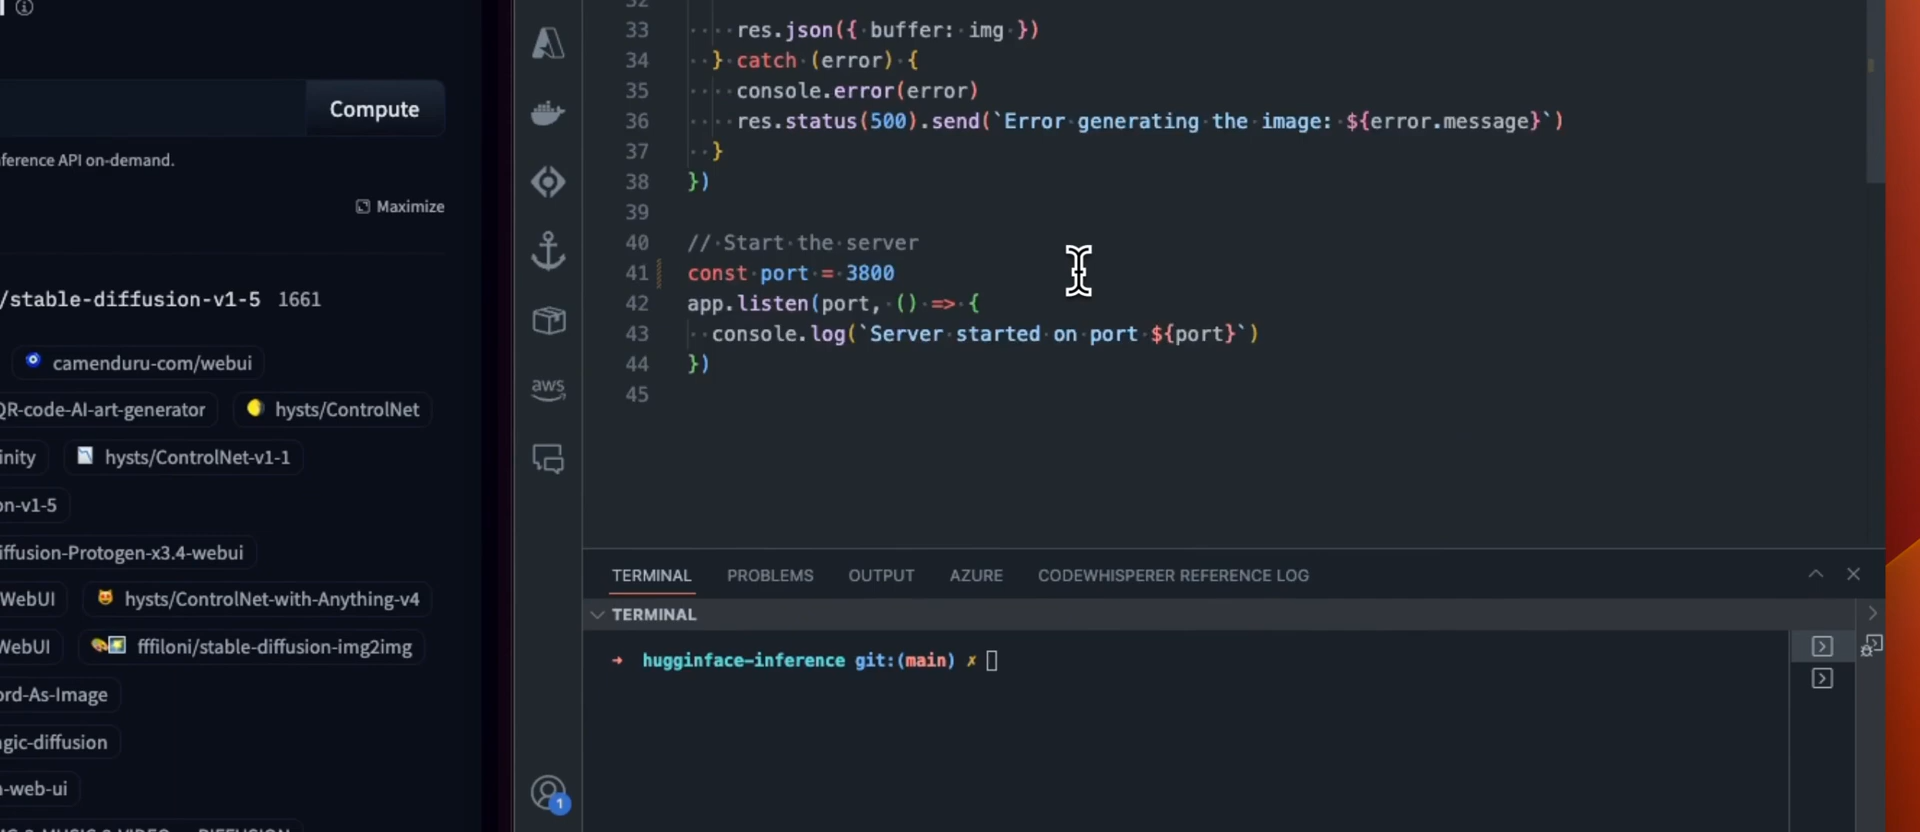 Compute
ference API on-demand.
Maximize
/stable-diffusion-v1-5 1661
camenduru-com/webui
QR-code-AI-art-generator
hysts/ControlNet
inity
hysts/ControlNet-v1-1
on-v1-5
iffusion-Protogen-x3.4-webui
WebUI
hysts/ControlNet-with-Anything-v4
WebUI
fffiloni/stable-diffusion-img2img
ord-As-Image
gic-diffusion
-web-ui
aws
1
32
33 res.json({ buffer: img })
34 } catch (error) {
35 console.error(error)
36 res.status(500).send(`Error generating the image: ${error.message}`)
37 }
38 })
39
40 // Start the server
41 const port = 3800
42 app.listen(port, () => {
43 console.log(`Server started on port ${port}`)
44 })
45
TERMINAL PROBLEMS OUTPUT AZURE CODEWHISPERER REFERENCE LOG
TERMINAL
➜ hugginface-inference git:(main) ✗